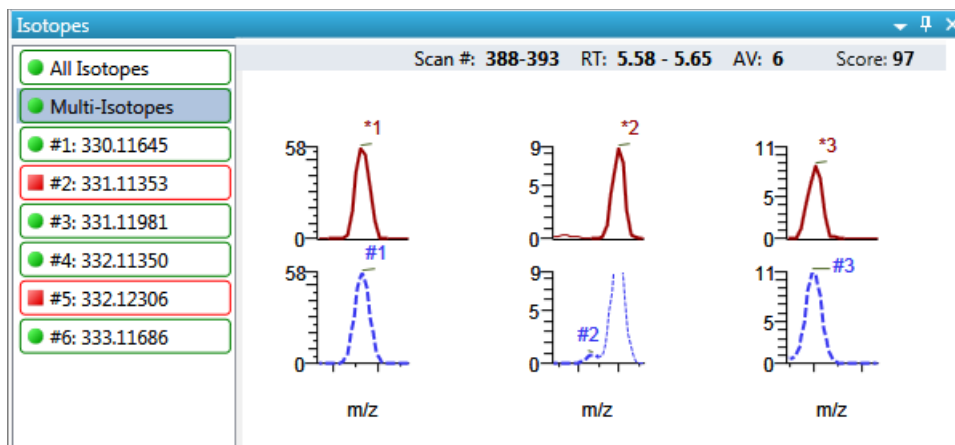 Isotopes
All Isotopes
Multi-Isotopes
#1: 330.11645
#2: 331.11353
#3: 331.11981
#4: 332.11350
#5: 332.12306
#6: 333.11686
Scan #: 388-393 RT: 5.58 - 5.65 AV: 6 Score: 97
*1 *2 *3
58 9 11
5 5
0 0 0
#1 #2 #3
58 9 11
5 5
0 0 0
m/z m/z m/z